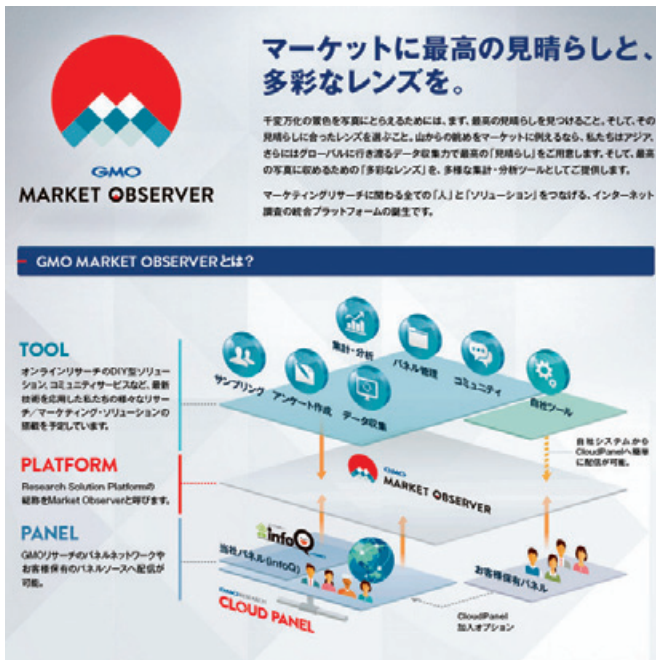 マーケットに最高の見晴らしと、
多彩なレンズを。
千変万化の景色を写真にとらえるためには、まず、最高の見晴らしを見つけること。そして、その
見晴らしに合ったレンズを選ぶこと。山からの眺めをマーケットに例えるなら、私たちはアジア、
さらにはグローバルに行き渡るデータ収集力で最高の「見晴らし」をご用意します。そして、最高
の写真に収めるための「多彩なレンズ」を、多様な集計・分析ツールとしてご提供します。
マーケティングリサーチに関わる全ての「人」と「ソリューション」をつなげる、インターネット
調査の統合プラットフォームの誕生です。
GMO
MARKET OBSERVER
GMO MARKET OBSERVERとは？
TOOL
オンラインリサーチのDIY型ソリュー
ション、コミュニティサービスなど、最新
技術を応用した私たちの様々なリサー
チ／マーケティング・ソリューションの
搭載を予定しています。
サンプリング
アンケート作成
集計・分析
データ収集
パネル管理
コミュニティ
自社ツール
自社システムから
CloudPanelへ簡単
に配信が可能。
PLATFORM
Research Solution Platformの
総称をMarket Observerと呼びます。
GMO
MARKET OBSERVER
PANEL
GMOリサーチのパネルネットワークや
お客様保有のパネルソースへ配信が
可能。
infoQ
当社パネル(infoQ)
お客様保有パネル
CLOUD PANEL
CloudPanel
加入オプション